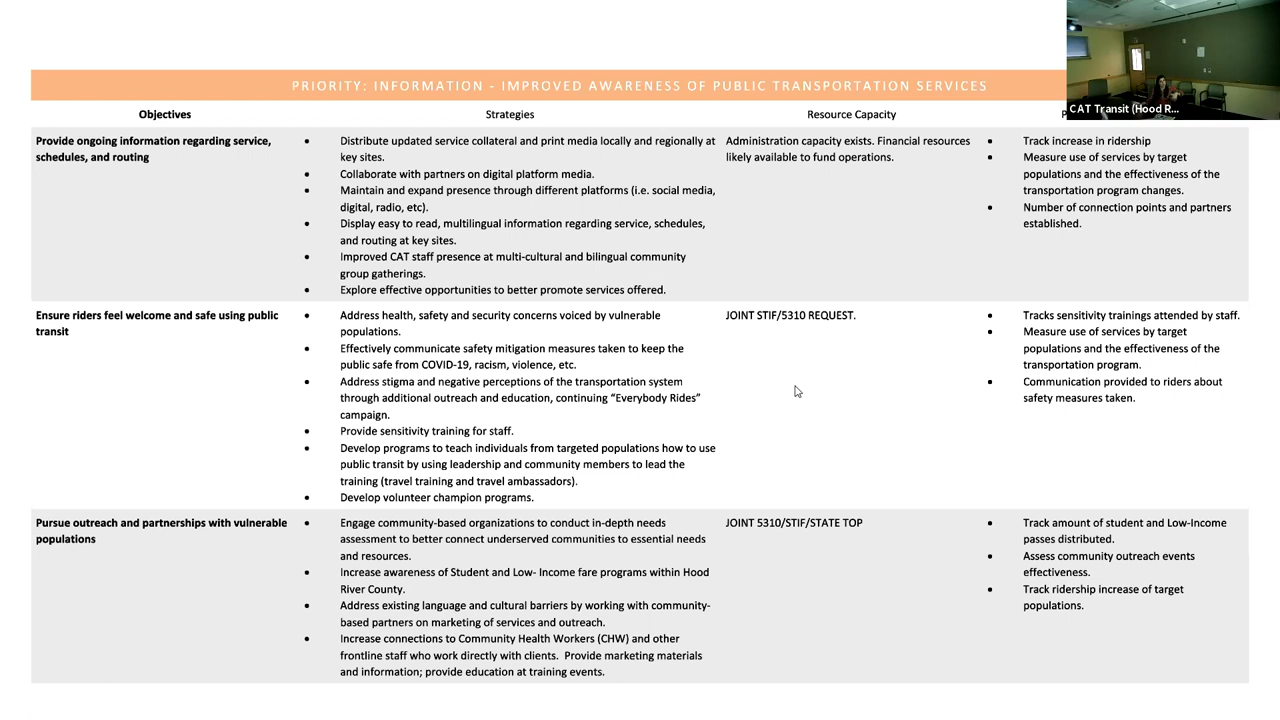 PRIORITY: INFORMATION - IMPROVED AWARENESS OF PUBLIC TRANSPORTATION SERVICES
CAT Transit (Hood R...
Objectives
Strategies
Resource Capacity
Provide ongoing information regarding service,
schedules, and routing
• Distribute updated service collateral and print media locally and regionally at
key sites.
• Collaborate with partners on digital platform media.
• Maintain and expand presence through different platforms (i.e. social media,
digital, radio, etc).
• Display easy to read, multilingual information regarding service, schedules,
and routing at key sites.
• Improved CAT staff presence at multi-cultural and bilingual community
group gatherings.
• Explore effective opportunities to better promote services offered.
Administration capacity exists. Financial resources
likely available to fund operations.
• Track increase in ridership
• Measure use of services by target
populations and the effectiveness of the
transportation program changes.
• Number of connection points and partners
established.
Ensure riders feel welcome and safe using public
transit
• Address health, safety and security concerns voiced by vulnerable
populations.
• Effectively communicate safety mitigation measures taken to keep the
public safe from COVID-19, racism, violence, etc.
• Address stigma and negative perceptions of the transportation system
through additional outreach and education, continuing “Everybody Rides”
campaign.
• Provide sensitivity training for staff.
• Develop programs to teach individuals from targeted populations how to use
public transit by using leadership and community members to lead the
training (travel training and travel ambassadors).
• Develop volunteer champion programs.
JOINT STIF/5310 REQUEST.
• Tracks sensitivity trainings attended by staff.
• Measure use of services by target
populations and the effectiveness of the
transportation program.
• Communication provided to riders about
safety measures taken.
Pursue outreach and partnerships with vulnerable
populations
• Engage community-based organizations to conduct in-depth needs
assessment to better connect underserved communities to essential needs
and resources.
• Increase awareness of Student and Low- Income fare programs within Hood
River County.
• Address existing language and cultural barriers by working with community-
based partners on marketing of services and outreach.
• Increase connections to Community Health Workers (CHW) and other
frontline staff who work directly with clients.  Provide marketing materials
and information; provide education at training events.
JOINT 5310/STIF/STATE TOP
• Track amount of student and Low-Income
passes distributed.
• Assess community outreach events
effectiveness.
• Track ridership increase of target
populations.